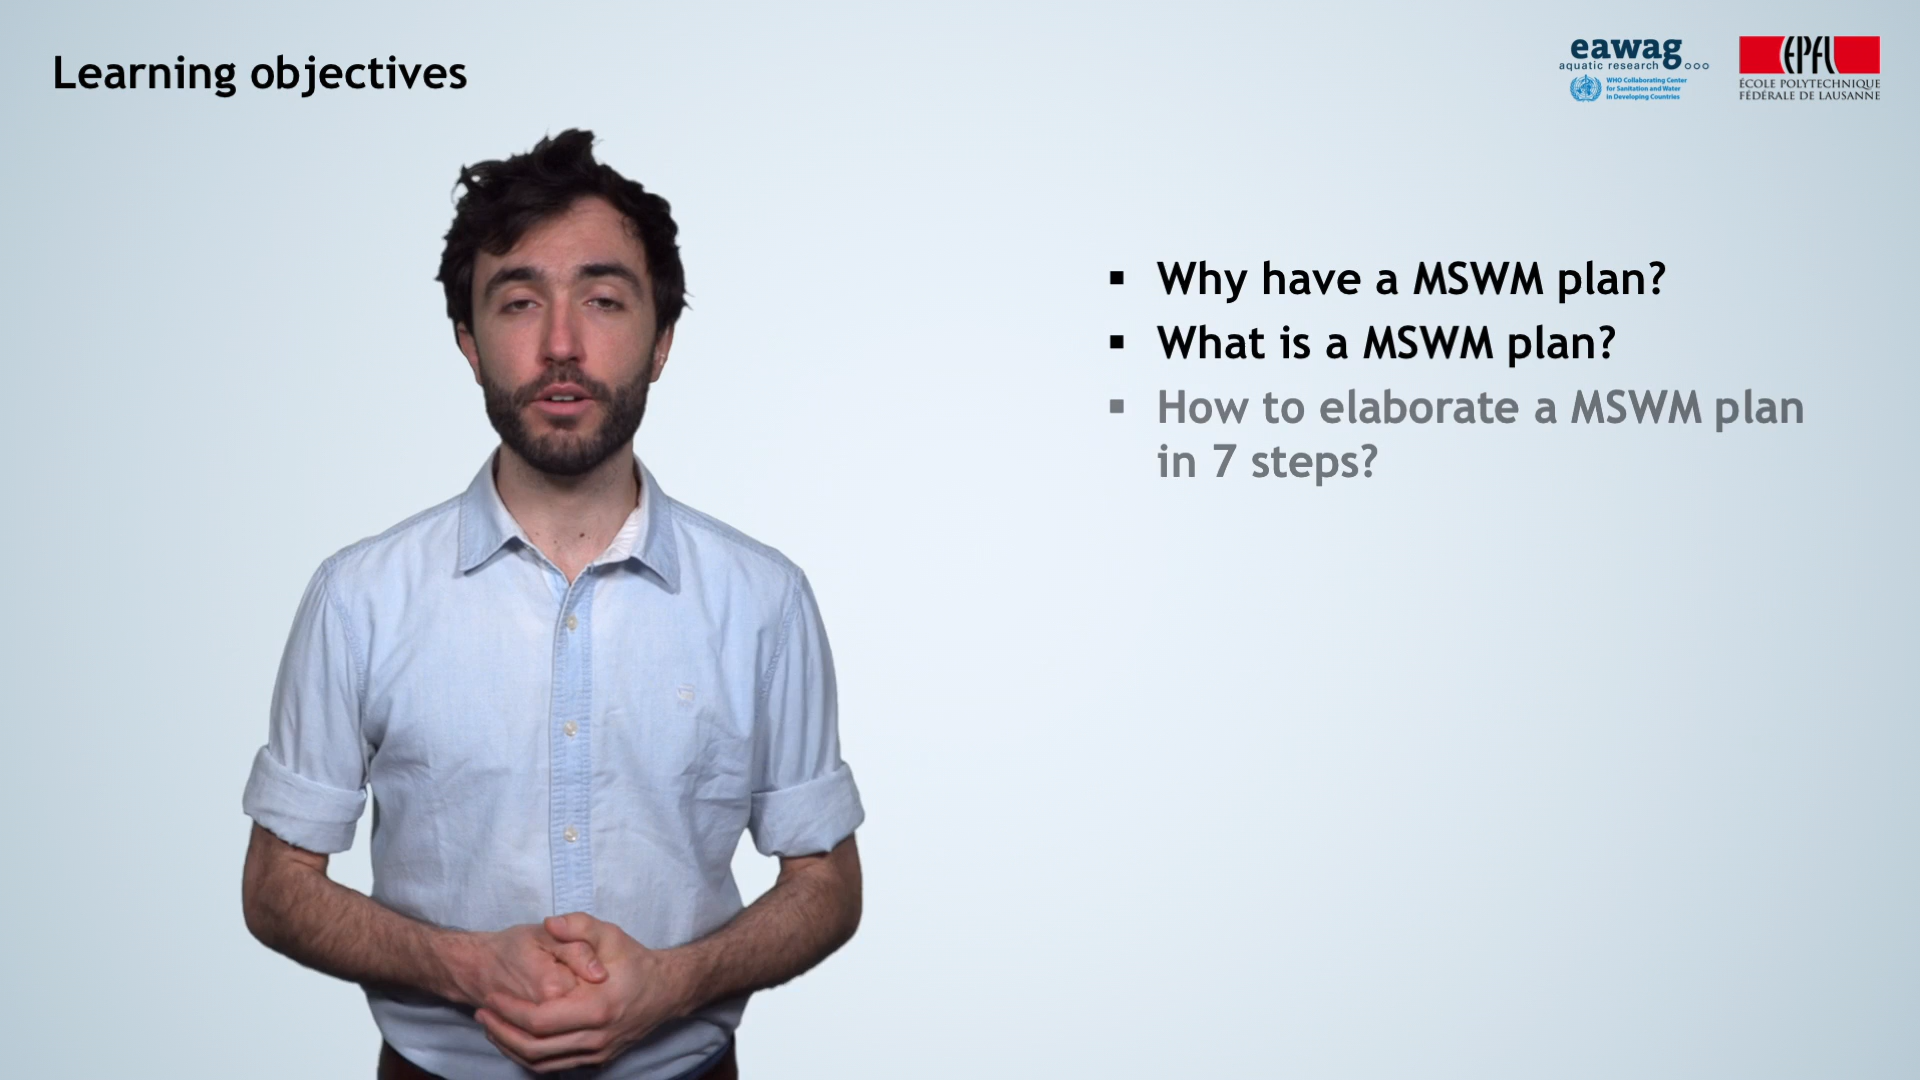 Learning objectives
eawag
aquatic research
WHO Collaborating Center
for Sanitation and Water
in Developing Countries
EPFL
ÉCOLE POLYTECHNIQUE
FÉDÉRALE DE LAUSANNE
▪ Why have a MSWM plan?
▪ What is a MSWM plan?
▪ How to elaborate a MSWM plan
in 7 steps?